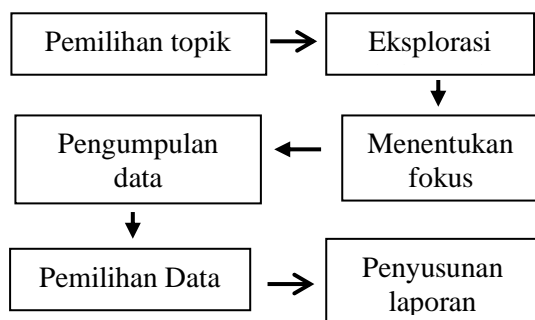 Pemilihan topik
Eksplorasi
Menentukan
fokus
Pengumpulan
data
Pemilihan Data
Penyusunan
laporan